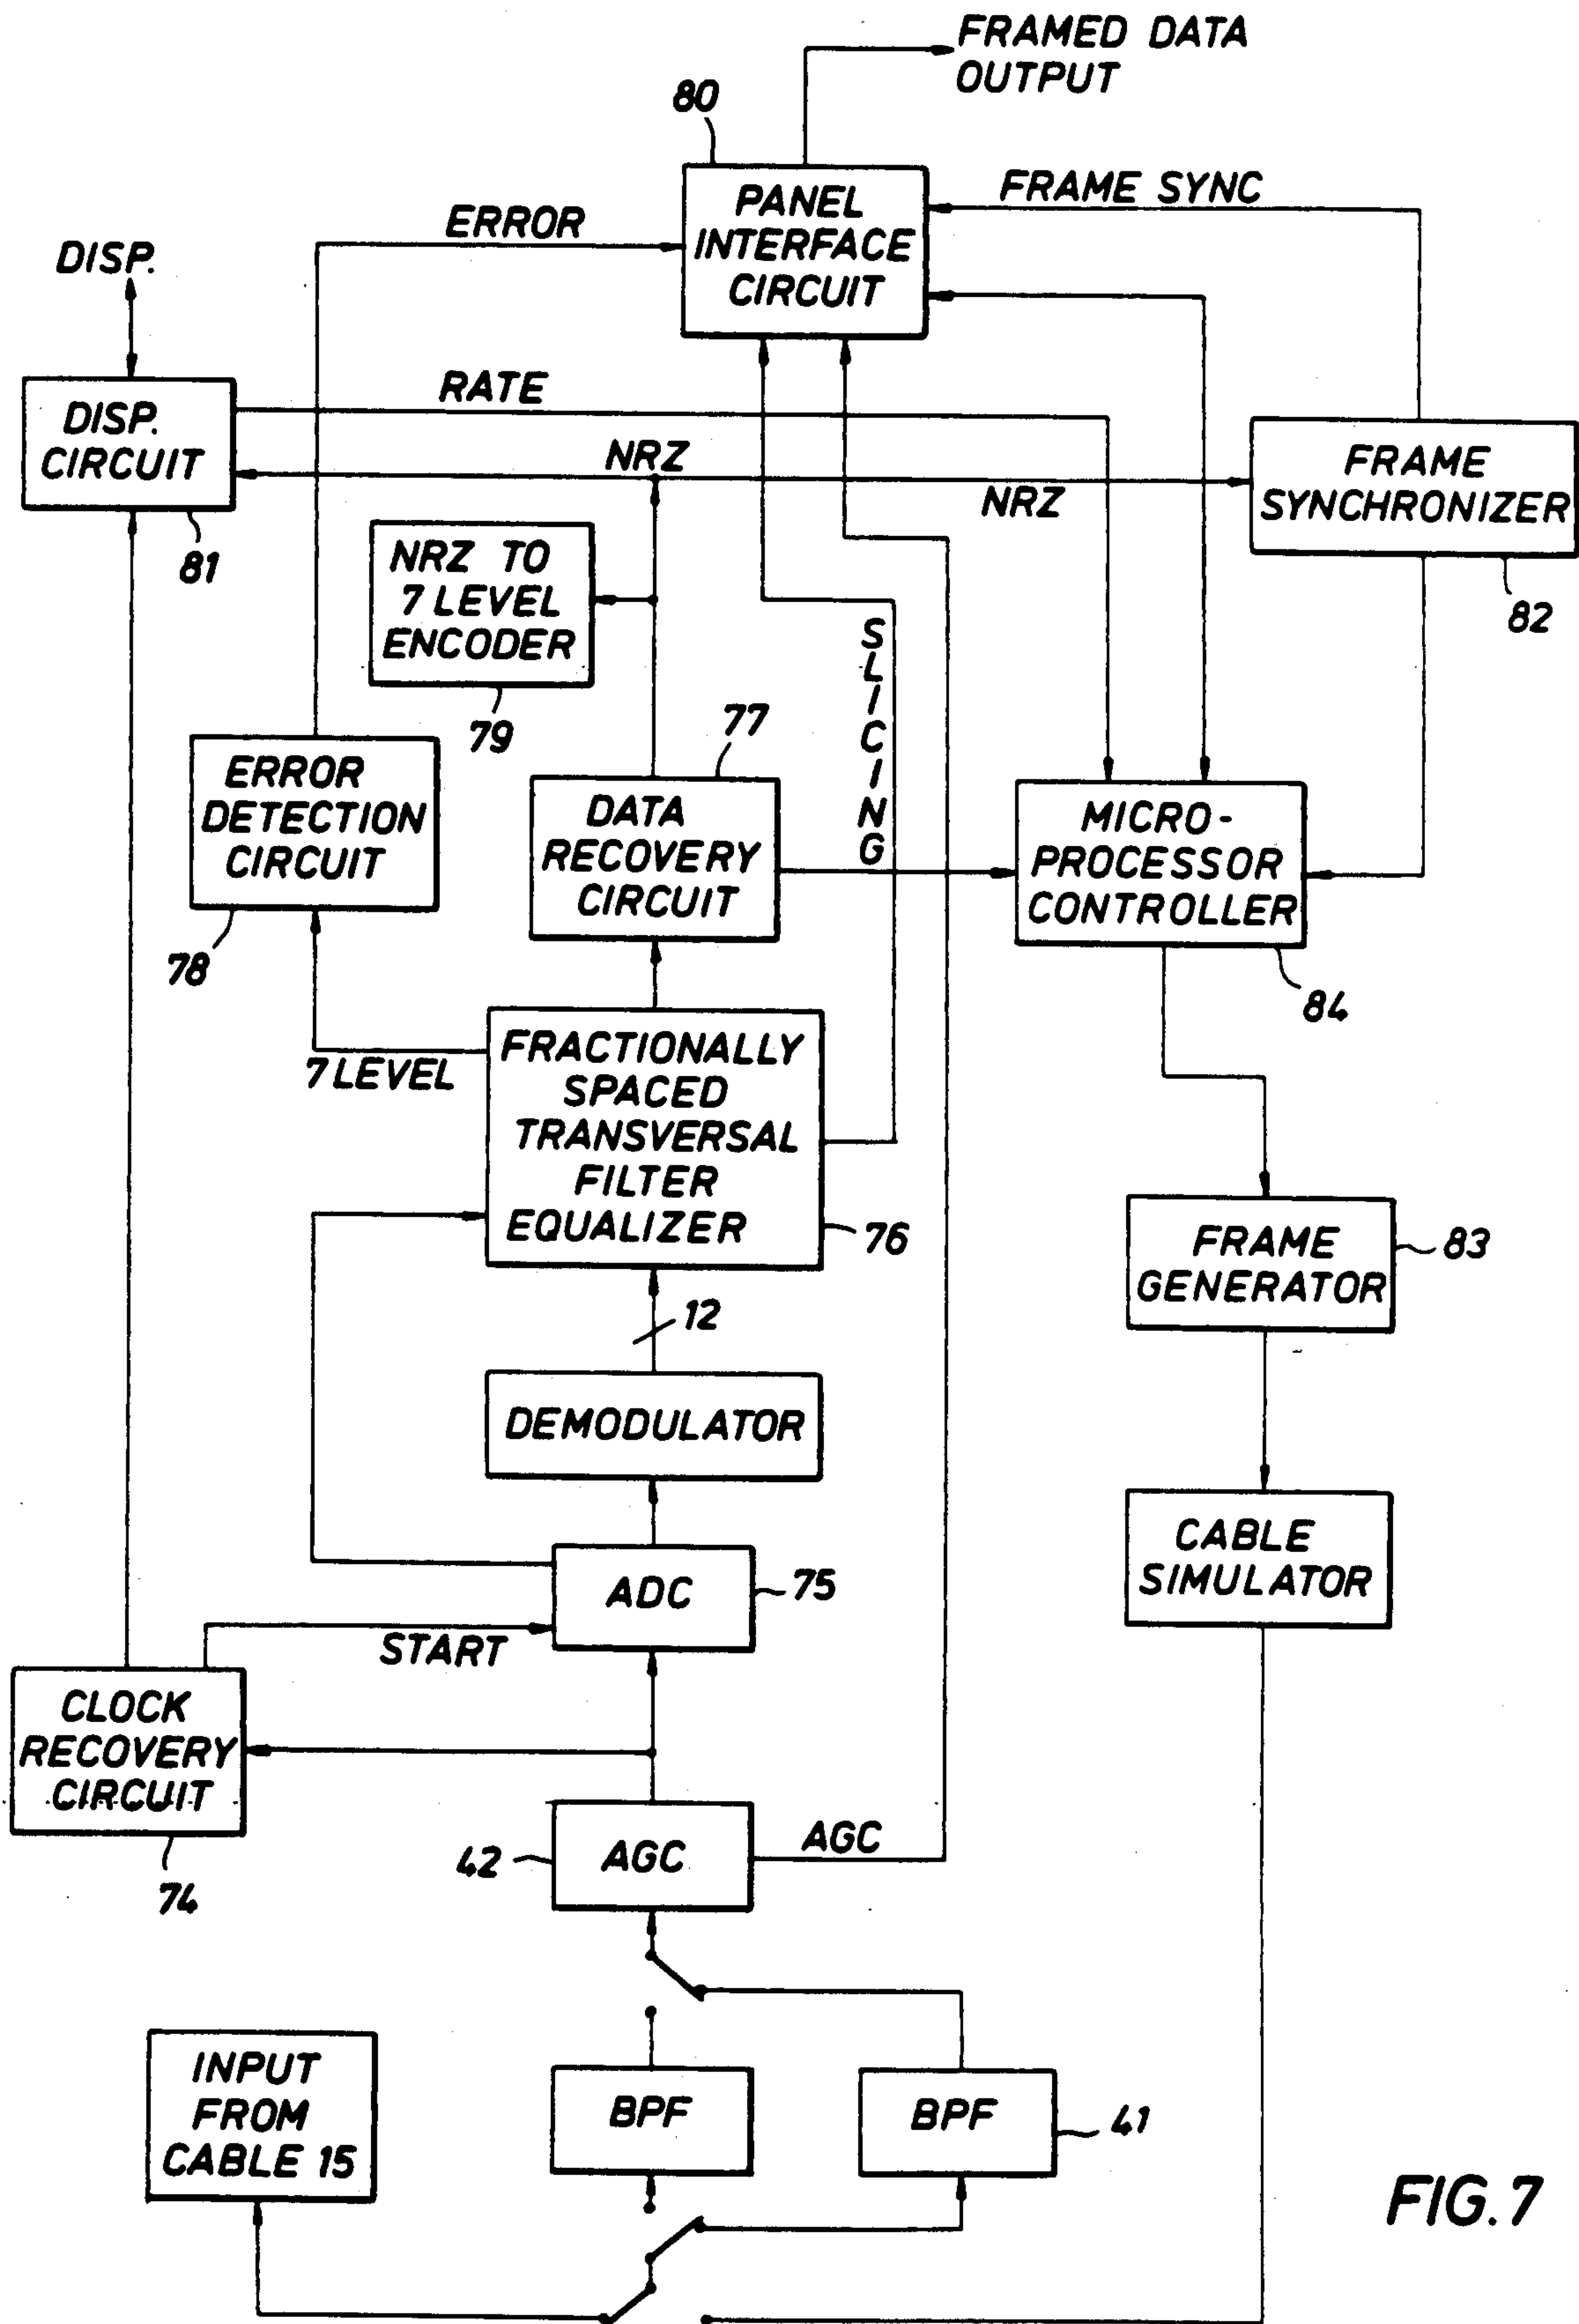 FRAMED DATA
OUTPUT
80
PANEL
INTERFACE
CIRCUIT
FRAME SYNC
ERROR
DISP.
DISP.
CIRCUIT
81
RATE
NRZ
NRZ
FRAME
SYNCHRONIZER
82
NRZ TO
7 LEVEL
ENCODER
79
SLICING
77
ERROR
DETECTION
CIRCUIT
78
DATA
RECOVERY
CIRCUIT
MICRO-
PROCESSOR
CONTROLLER
84
7 LEVEL
FRACTIONALLY
SPACED
TRANSVERSAL
FILTER
EQUALIZER
76
FRAME
GENERATOR
83
12
DEMODULATOR
CABLE
SIMULATOR
ADC
75
START
CLOCK
RECOVERY
CIRCUIT
74
42
AGC
AGC
INPUT
FROM
CABLE 15
BPF
BPF
41
FIG. 7